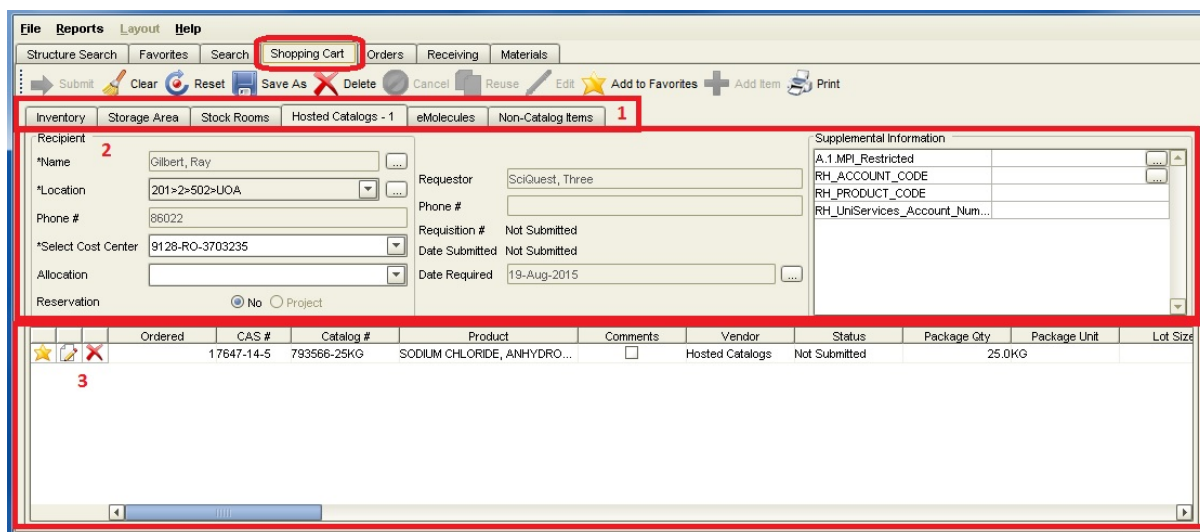 File Reports Layout Help
Structure Search Favorites Search Shopping Cart Orders Receiving Materials
Submit Clear Reset Save As Delete Cancel Reuse Edit Add to Favorites Add Item Print
Inventory Storage Area Stock Rooms Hosted Catalogs - 1 eMolecules Non-Catalog Items 1
Recipient 2
*Name Gilbert, Ray ...
*Location 201>2>502>UOA ...
Phone # 86022
*Select Cost Center 9128-RO-3703235
Allocation
Reservation No Project
Requestor SciQuest, Three
Phone #
Requisition # Not Submitted
Date Submitted Not Submitted
Date Required 19-Aug-2015 ...
Supplemental Information
A.1.MPI_Restricted ...
RH_ACCOUNT_CODE ...
RH_PRODUCT_CODE
RH_UniServices_Account_Num...
Ordered CAS # Catalog # Product Comments Vendor Status Package Qty Package Unit Lot Size
17647-14-5 793566-25KG SODIUM CHLORIDE, ANHYDRO... Hosted Catalogs Not Submitted 25.0KG
3